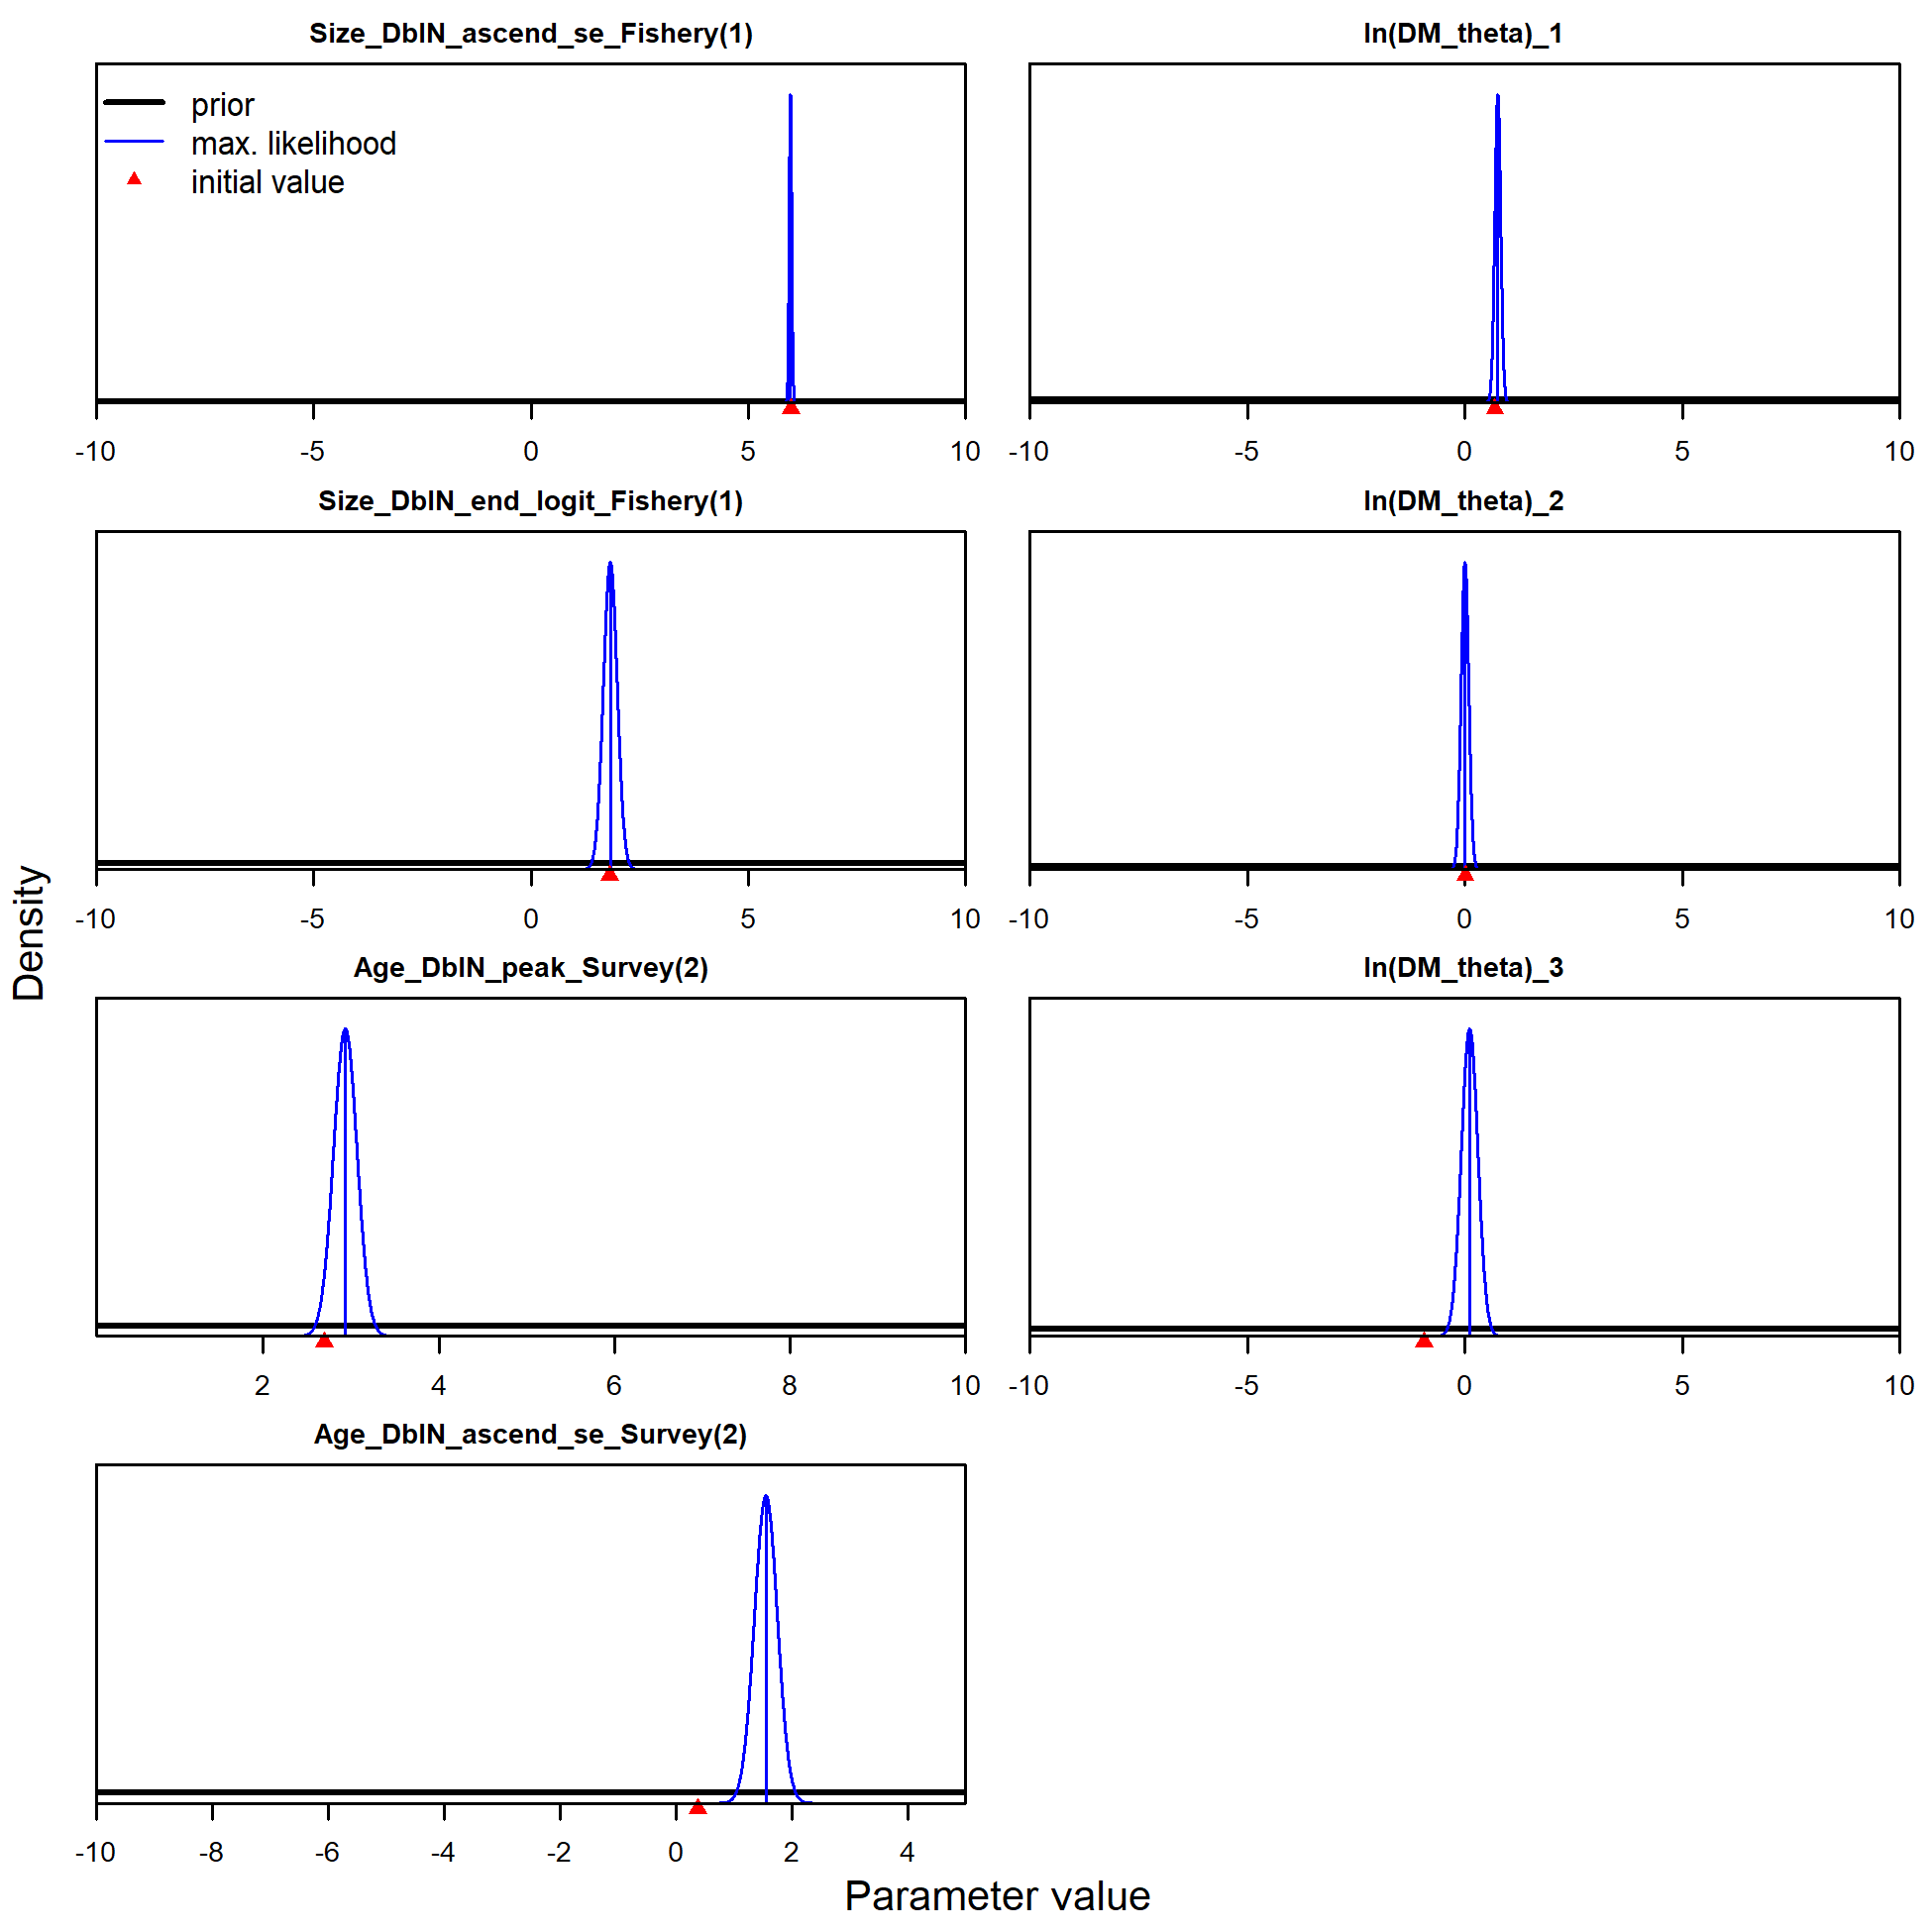 Size_DblN_ascend_se_Fishery(1)
prior
max. likelihood
initial value
-10 -5 0 5 10
ln(DM_theta)_1
-10 -5 0 5 10
Size_DblN_end_logit_Fishery(1)
-10 -5 0 5 10
ln(DM_theta)_2
-10 -5 0 5 10
Age_DblN_peak_Survey(2)
2 4 6 8 10
ln(DM_theta)_3
-10 -5 0 5 10
Age_DblN_ascend_se_Survey(2)
-10 -8 -6 -4 -2 0 2 4
Density
Parameter value